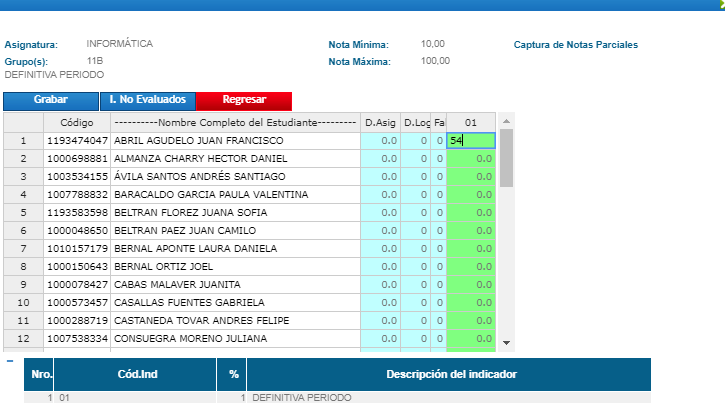 Asignatura: INFORMÁTICA Nota Mínima: 10,00 Captura de Notas Parciales
Grupo(s): 11B Nota Máxima: 100,00
DEFINITIVA PERIODO
Grabar I. No Evaluados Regresar
Código ----------Nombre Completo del Estudiante--------- D.Asig D.Log Fa 01
1 1193474047 ABRIL AGUDELO JUAN FRANCISCO 0.0 0 0 54
2 1000698881 ALMANZA CHARRY HECTOR DANIEL 0.0 0 0 0.0
3 1003534155 ÁVILA SANTOS ANDRÉS SANTIAGO 0.0 0 0 0.0
4 1007788832 BARACALDO GARCIA PAULA VALENTINA 0.0 0 0 0.0
5 1193583598 BELTRAN FLOREZ JUANA SOFIA 0.0 0 0 0.0
6 1000048650 BELTRAN PAEZ JUAN CAMILO 0.0 0 0 0.0
7 1010157179 BERNAL APONTE LAURA DANIELA 0.0 0 0 0.0
8 1000150643 BERNAL ORTIZ JOEL 0.0 0 0 0.0
9 1000078427 CABAS MALAVER JUANITA 0.0 0 0 0.0
10 1000573457 CASALLAS FUENTES GABRIELA 0.0 0 0 0.0
11 1000288719 CASTANEDA TOVAR ANDRES FELIPE 0.0 0 0 0.0
12 1007538334 CONSUEGRA MORENO JULIANA 0.0 0 0 0.0
Nro. Cód.Ind % Descripción del indicador
1 01 1 DEFINITIVA PERIODO